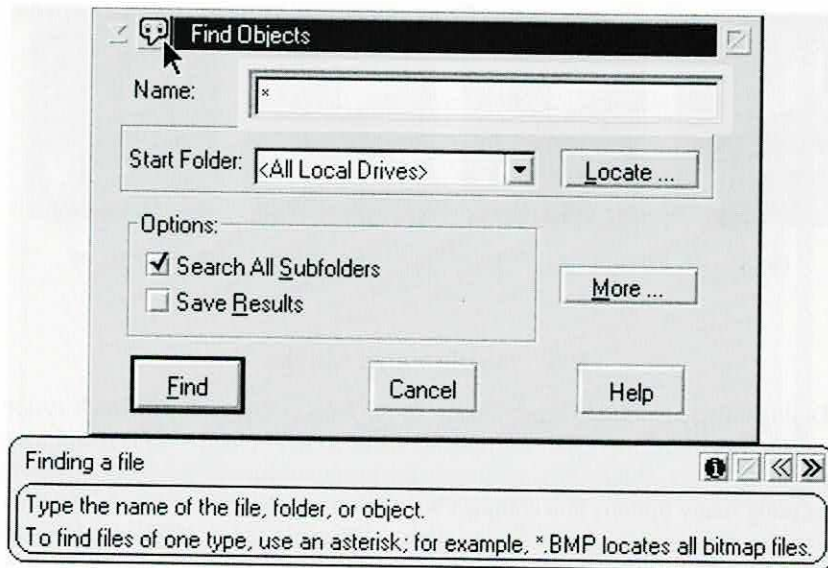 Find Objects
Name:
*
Start Folder:
<All Local Drives>
Locate ...
Options:
Search All Subfolders
Save Results
More ...
Find
Cancel
Help
Finding a file
Type the name of the file, folder, or object.
To find files of one type, use an asterisk; for example, *.BMP locates all bitmap files.